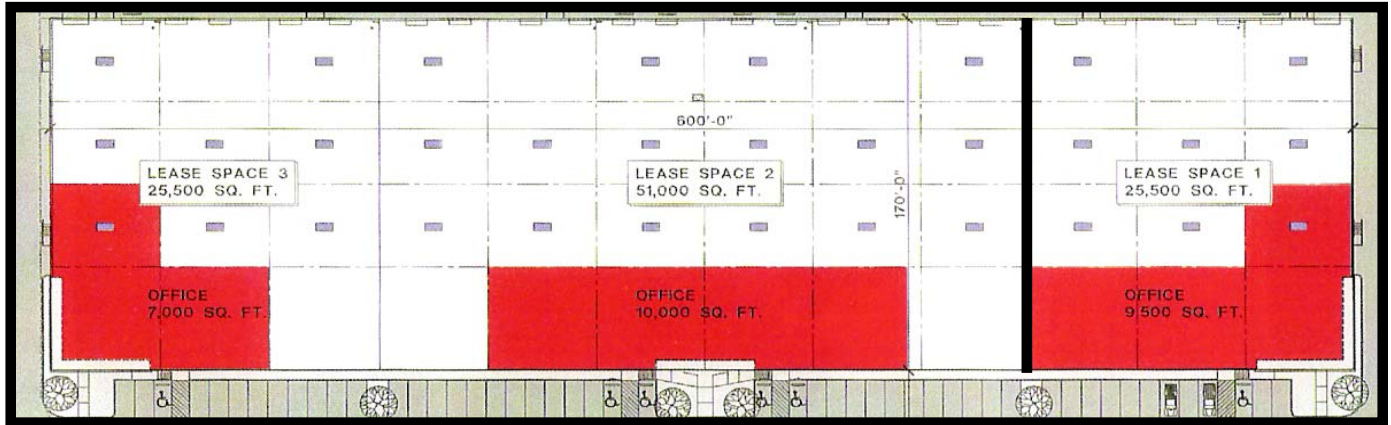 600'-0"
LEASE SPACE 3
25,500 SQ. FT.
LEASE SPACE 2
51,000 SQ. FT.
170'-0"
LEASE SPACE 1
25,500 SQ. FT.
OFFICE
7,000 SQ. FT.
OFFICE
10,000 SQ. FT.
OFFICE
9,500 SQ. FT.